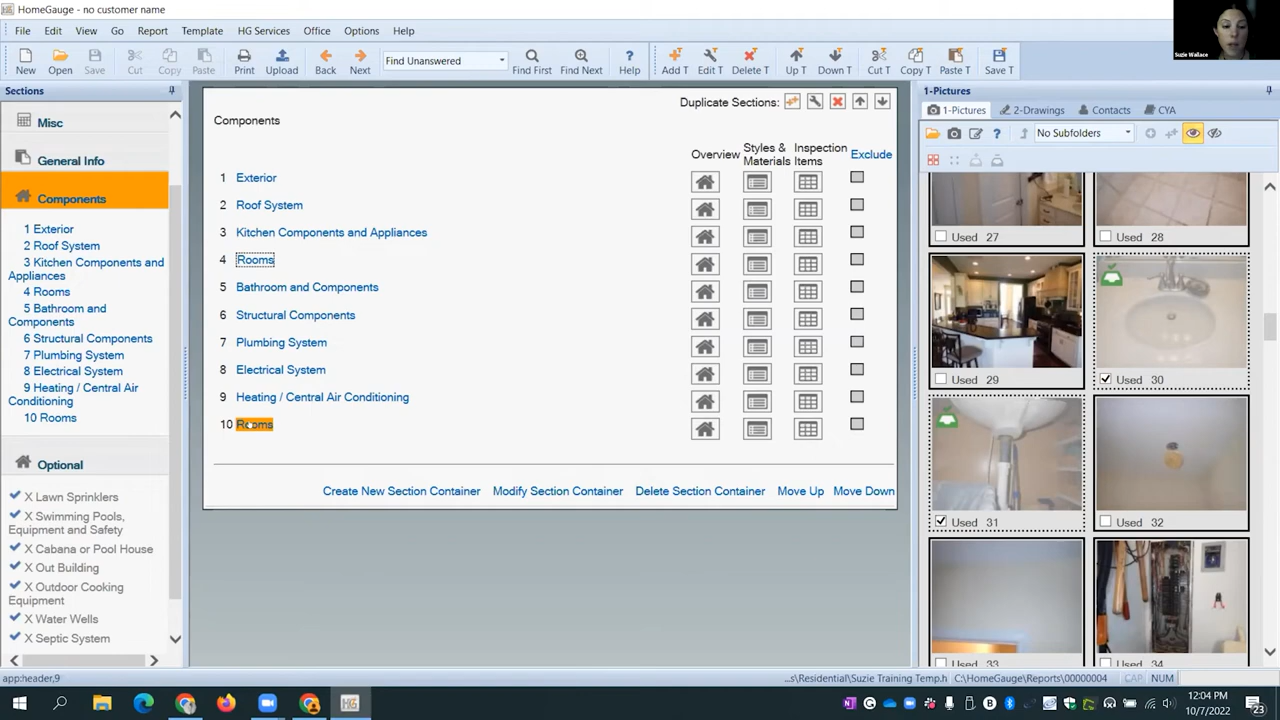 HomeGauge - no customer name
File Edit View Go Report Template HG Services Office Options Help
New Open Save Cut Copy Paste Print Upload Back Next Find Unanswered Find First Find Next Help Add T Edit T Delete T Up T Down T Cut T Copy T Paste T Save T
Suzie Wallace
Sections
Misc
General Info
Components
1 Exterior
2 Roof System
3 Kitchen Components and
Appliances
4 Rooms
5 Bathroom and
Components
6 Structural Components
7 Plumbing System
8 Electrical System
9 Heating / Central Air
Conditioning
10 Rooms
Optional
X Lawn Sprinklers
X Swimming Pools,
Equipment and Safety
X Cabana or Pool House
X Out Building
X Outdoor Cooking
Equipment
X Water Wells
X Septic System
Duplicate Sections:
Components
Overview
Styles &
Materials
Inspection
Items
Exclude
1 Exterior
2 Roof System
3 Kitchen Components and Appliances
4 Rooms
5 Bathroom and Components
6 Structural Components
7 Plumbing System
8 Electrical System
9 Heating / Central Air Conditioning
10 Rooms
Create New Section Container Modify Section Container Delete Section Container Move Up Move Down
1-Pictures
1-Pictures 2-Drawings Contacts CYA
No Subfolders
Used 27
Used 28
Used 29
Used 30
Used 31
Used 32
33
34
app:header,9
...s\Residential\Suzie Training Temp.h C:\HomeGauge\Reports\00000004 CAP NUM
HG
12:04 PM
10/7/2022
23